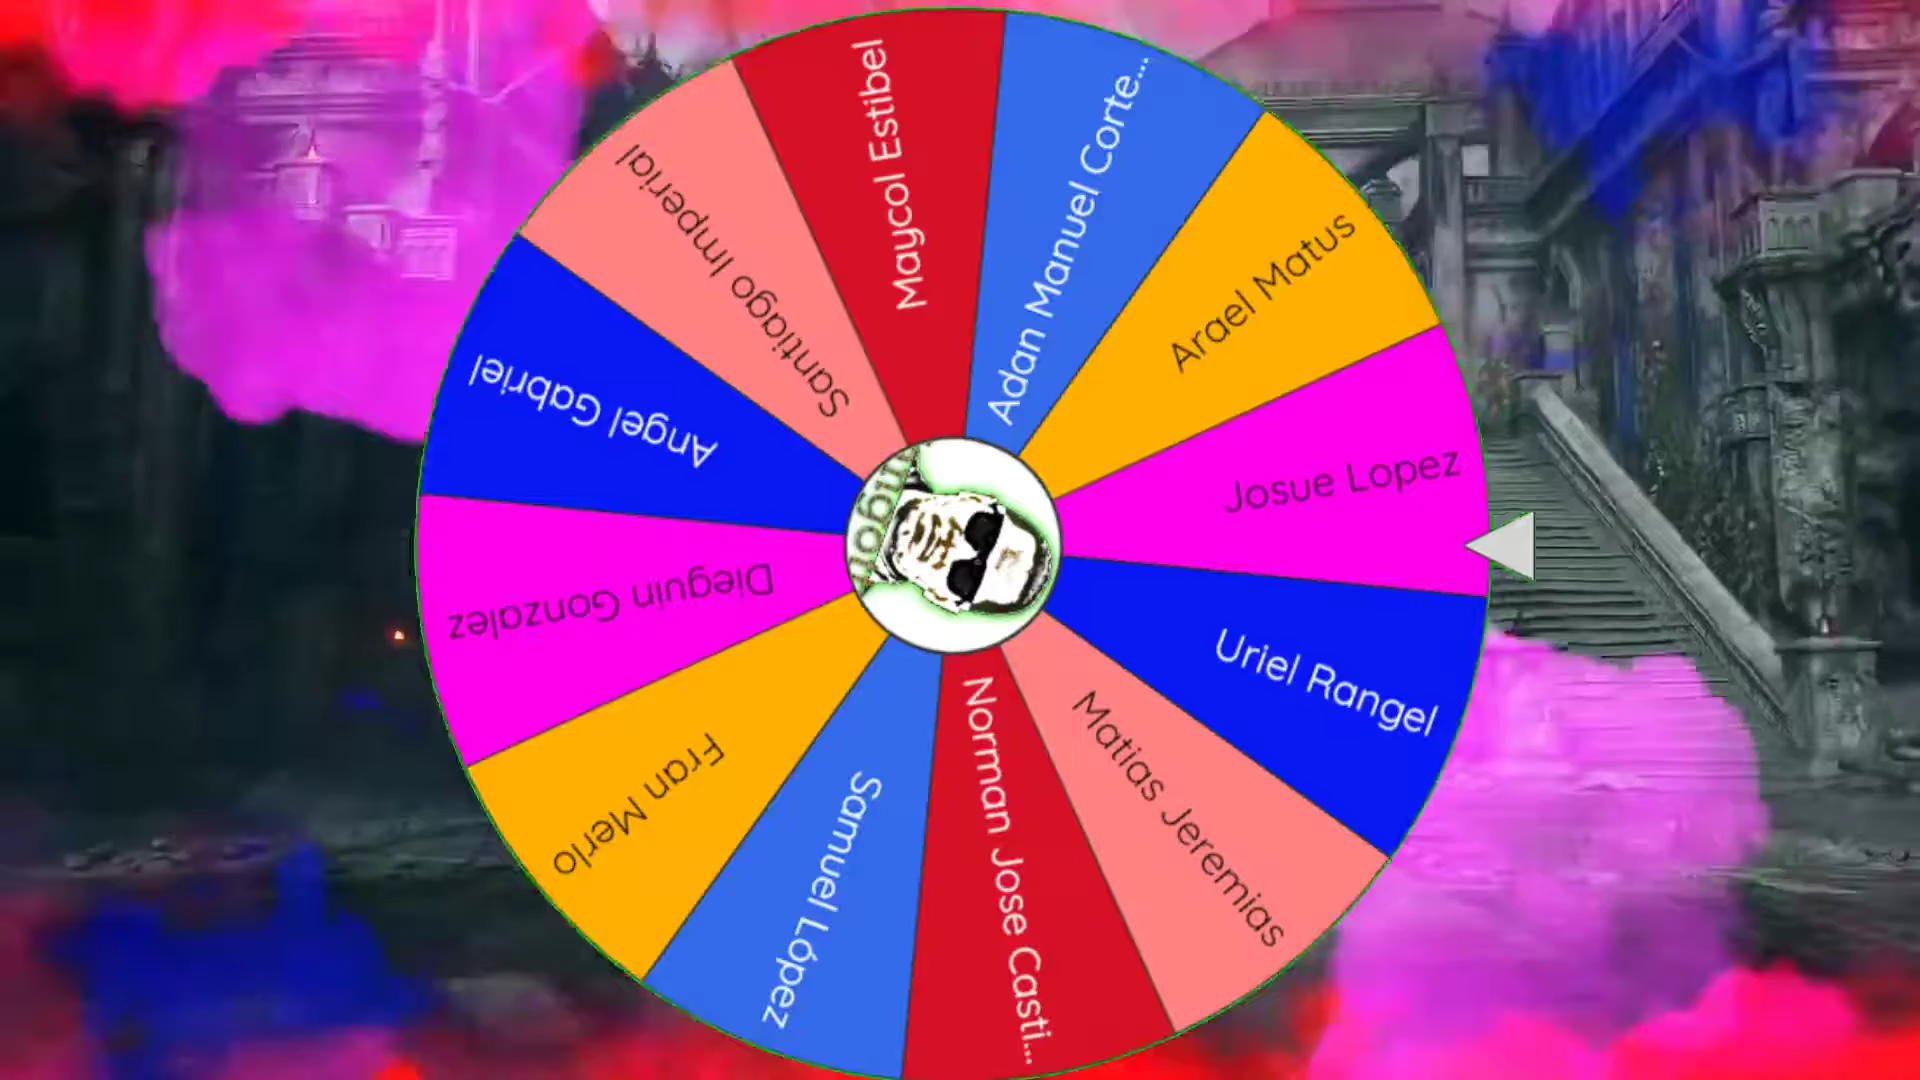 Maycol Estibel
Adan Manuel Corte...
Arael Matus
Josue Lopez
Uriel Rangel
Matias Jeremias
Norman Jose Casti...
Samuel López
Fran Merlo
Dieguin Gonzalez
Angel Gabriel
Santiago Imperial